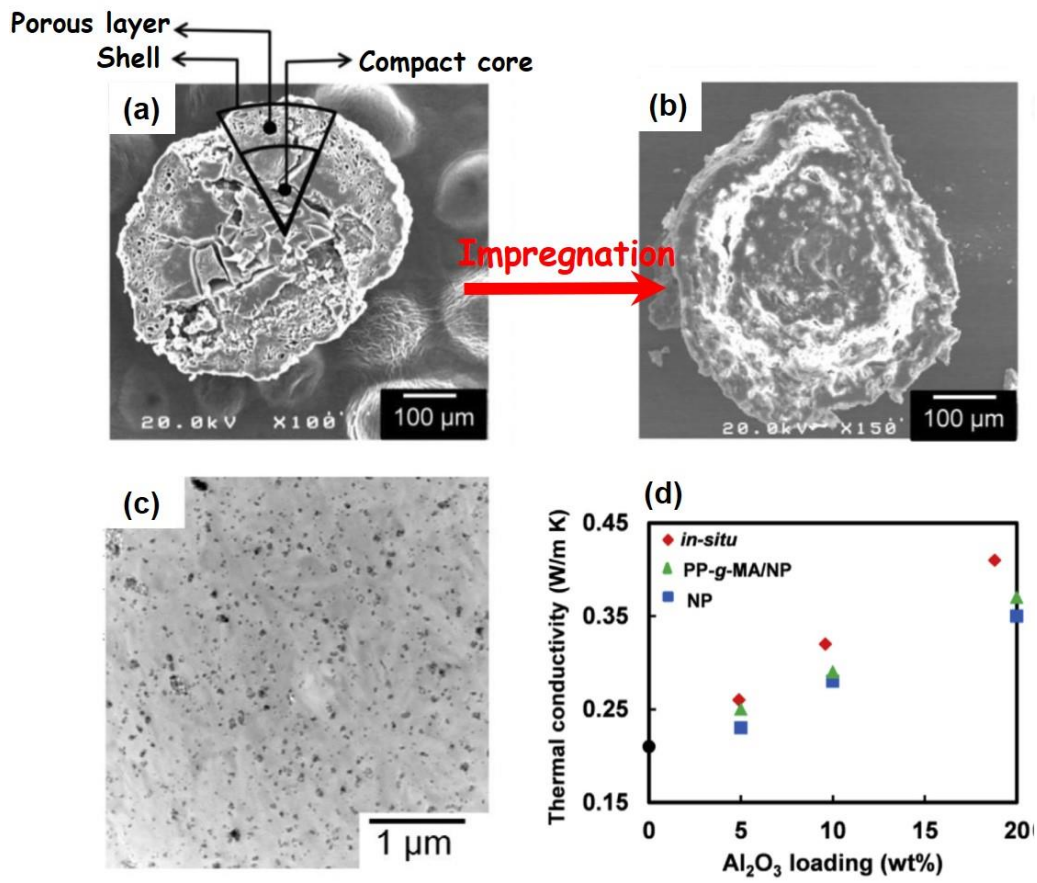 Porous layer
Shell
Compact core
(a)
(b)
Impregnation
20.0kV X100
100 μm
20.0kV X150
100 μm
(c)
1 μm
(d)
Thermal conductivity (W/m K)
0.45
0.35
0.25
0.15
in-situ
PP-g-MA/NP
NP
0 5 10 15 20
Al₂O₃ loading (wt%)